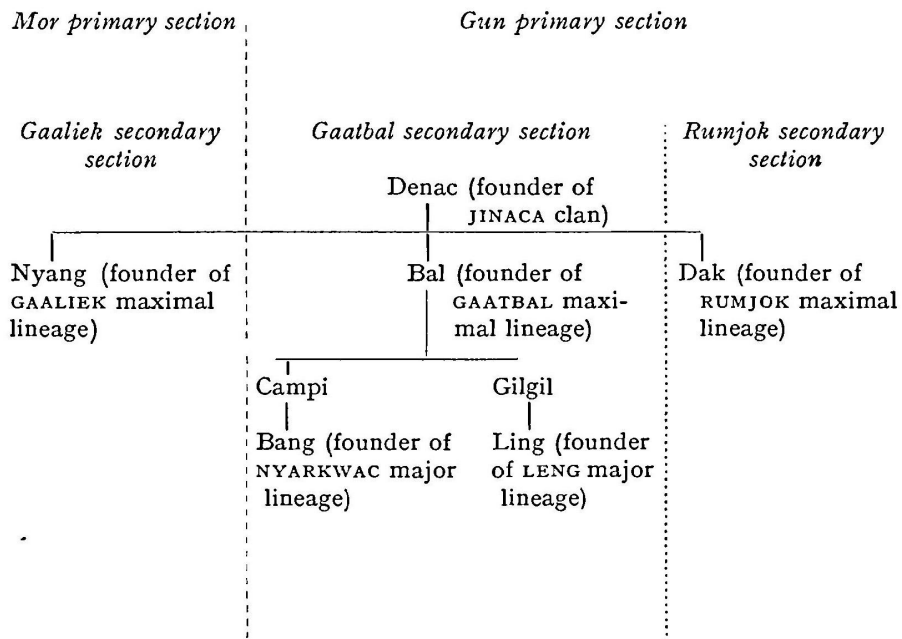 Mor primary section
Gun primary section
Gaaliek secondary
section
Gaatbal secondary section
Rumjok secondary
section
Denac (founder of
JINACA clan)
Nyang (founder of
GAALIEK maximal
lineage)
Bal (founder of
GAATBAL maxi-
mal lineage)
Dak (founder of
RUMJOK maximal
lineage)
Campi
Gilgil
Bang (founder of
NYARKWAC major
lineage)
Ling (founder
of LENG major
lineage)